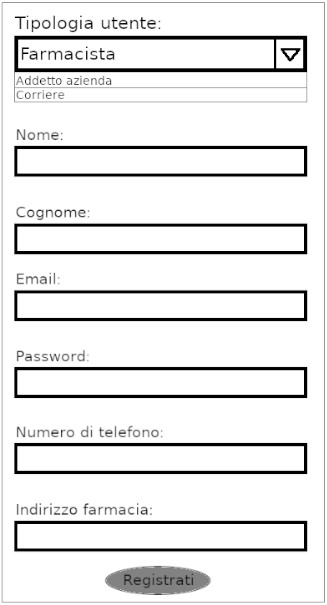 Tipologia utente:
Farmacista
Addetto azienda
Corriere
Nome:
Cognome:
Email:
Password:
Numero di telefono:
Indirizzo farmacia:
Registrati